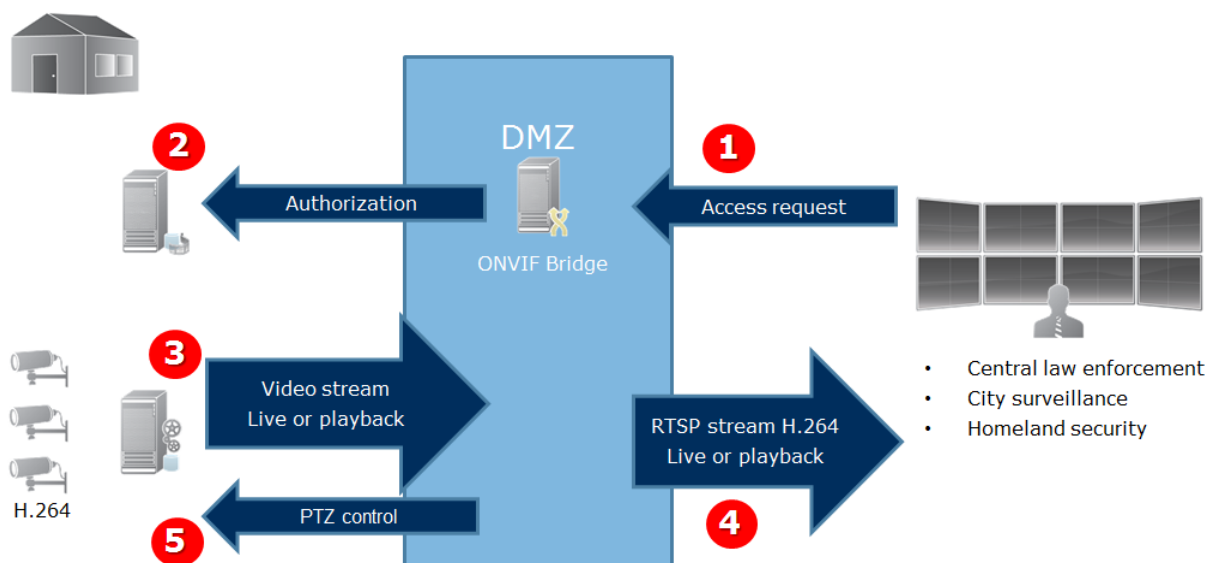 DMZ
1
2
Authorization
Access request
ONVIF Bridge
3
Video stream
Live or playback
RTSP stream H.264
Live or playback
• Central law enforcement
• City surveillance
• Homeland security
H.264
PTZ control
4
5